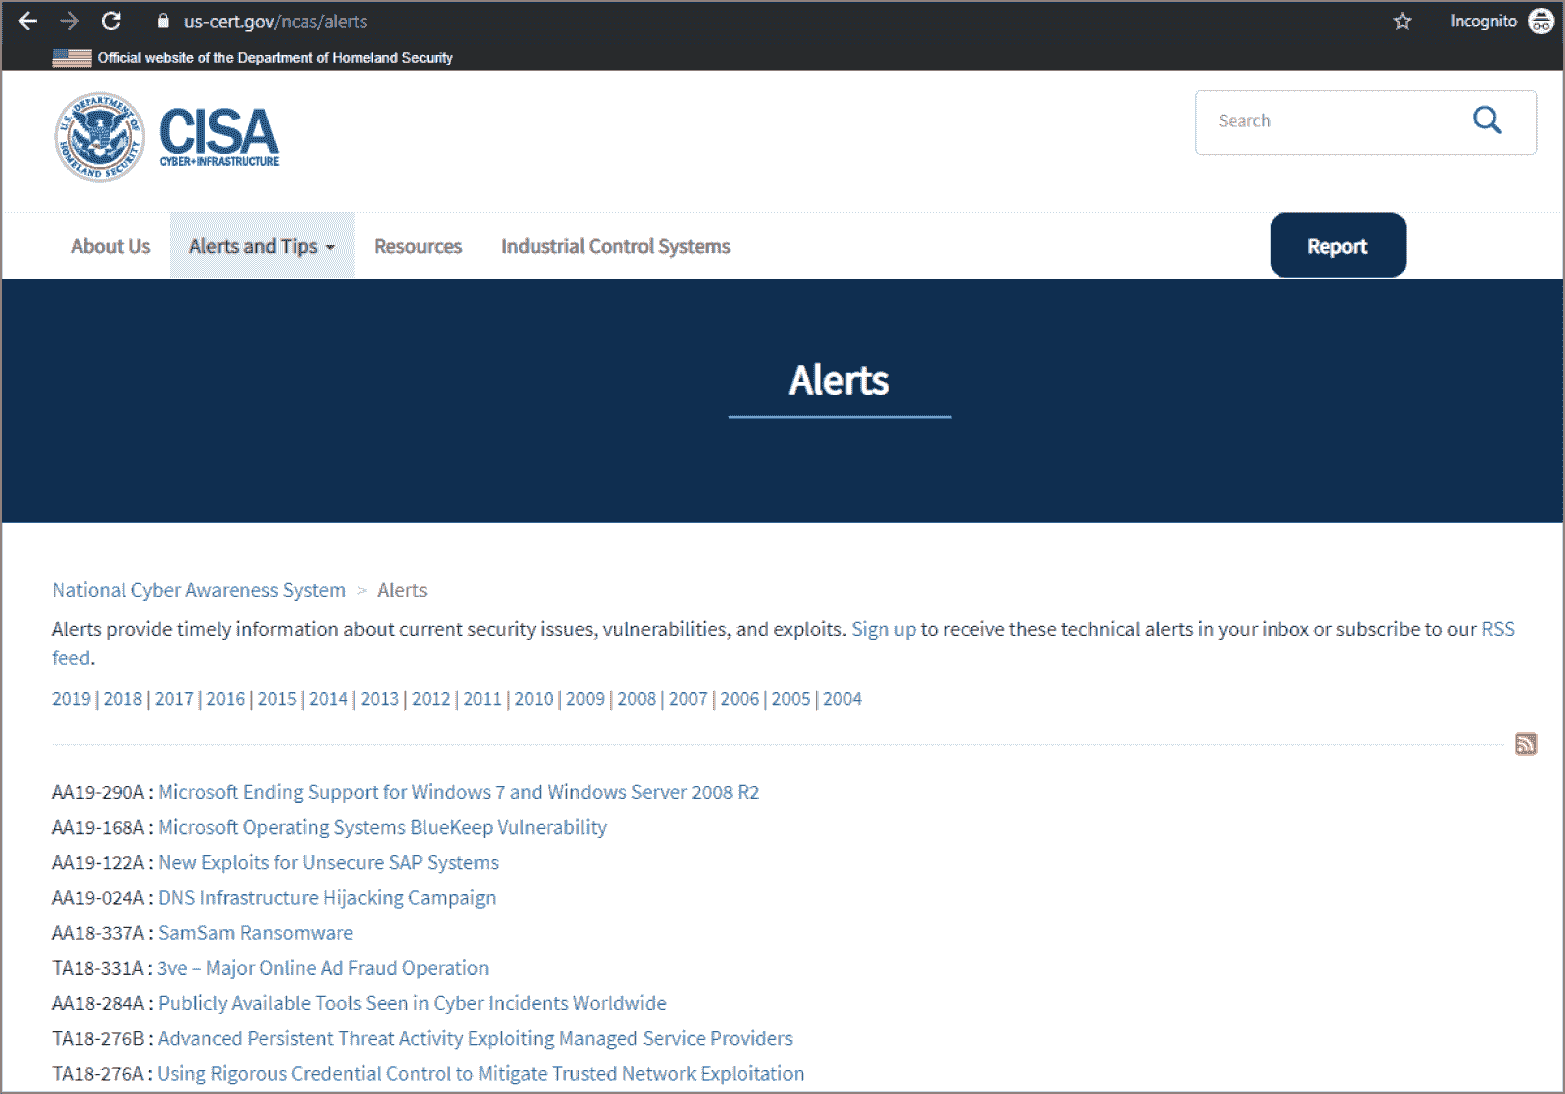 us-cert.gov/ncas/alerts
Incognito
Official website of the Department of Homeland Security
U.S. DEPARTMENT OF HOMELAND SECURITY
CISA
CYBER+INFRASTRUCTURE
Search
About Us
Alerts and Tips
Resources
Industrial Control Systems
Report
Alerts
National Cyber Awareness System > Alerts
Alerts provide timely information about current security issues, vulnerabilities, and exploits. Sign up to receive these technical alerts in your inbox or subscribe to our RSS
feed.
2019 | 2018 | 2017 | 2016 | 2015 | 2014 | 2013 | 2012 | 2011 | 2010 | 2009 | 2008 | 2007 | 2006 | 2005 | 2004
AA19-290A : Microsoft Ending Support for Windows 7 and Windows Server 2008 R2
AA19-168A : Microsoft Operating Systems BlueKeep Vulnerability
AA19-122A : New Exploits for Unsecure SAP Systems
AA19-024A : DNS Infrastructure Hijacking Campaign
AA18-337A : SamSam Ransomware
TA18-331A : 3ve – Major Online Ad Fraud Operation
AA18-284A : Publicly Available Tools Seen in Cyber Incidents Worldwide
TA18-276B : Advanced Persistent Threat Activity Exploiting Managed Service Providers
TA18-276A : Using Rigorous Credential Control to Mitigate Trusted Network Exploitation